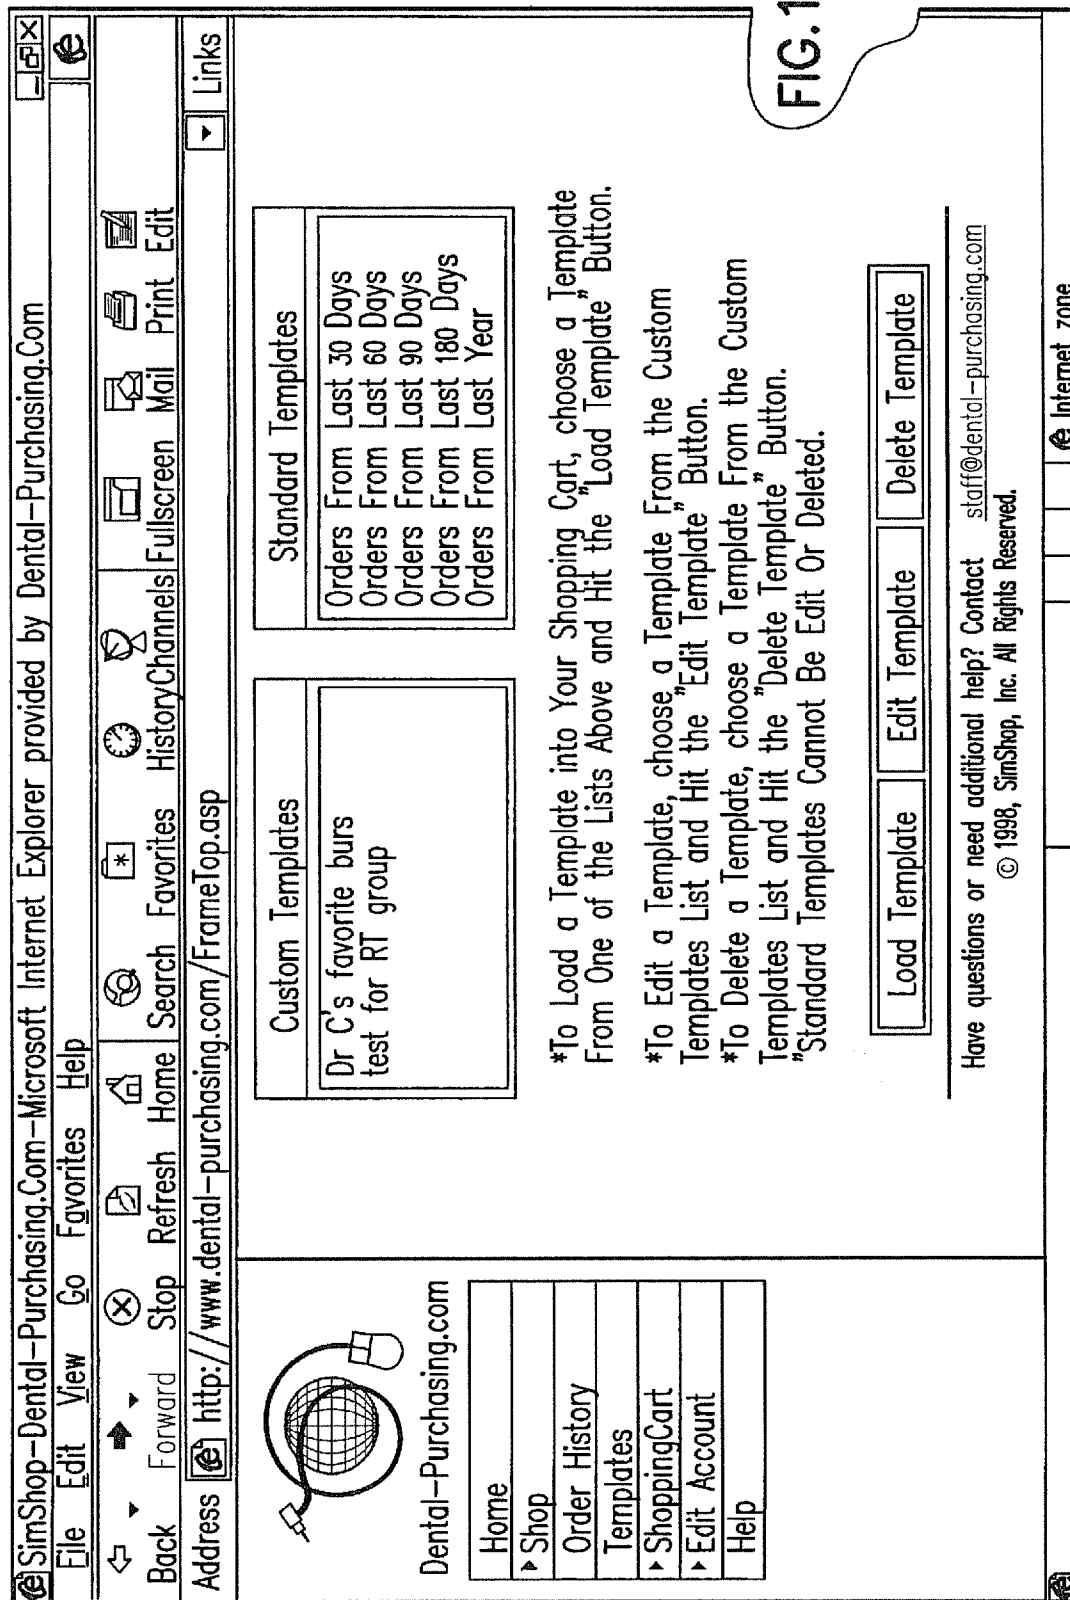 SimShop-Dental-Purchasing.Com-Microsoft Internet Explorer provided by Dental-Purchasing.Com
File Edit View Go Favorites Help
Back Forward Stop Refresh Home Search Favorites History Channels Fullscreen Mail Print Edit
Address http://www.dental-purchasing.com/FrameTop.asp Links
Dental-Purchasing.com
Home
Shop
Order History
Templates
ShoppingCart
Edit Account
Help
Custom Templates
Dr C's favorite burs
test for RT group
Standard Templates
Orders From Last 30 Days
Orders From Last 60 Days
Orders From Last 90 Days
Orders From Last 180 Days
Orders From Last Year
*To Load a Template into Your Shopping Cart, choose a Template
From One of the Lists Above and Hit the "Load Template" Button.
*To Edit a Template, choose a Template From the Custom
Templates List and Hit the "Edit Template" Button.
*To Delete a Template, choose a Template From the Custom
Templates List and Hit the "Delete Template" Button.
"Standard Templates Cannot Be Edit Or Deleted.
Load Template Edit Template Delete Template
Have questions or need additional help? Contact staff@dental-purchasing.com
© 1998, SimShop, Inc. All Rights Reserved.
Internet zone
FIG.1